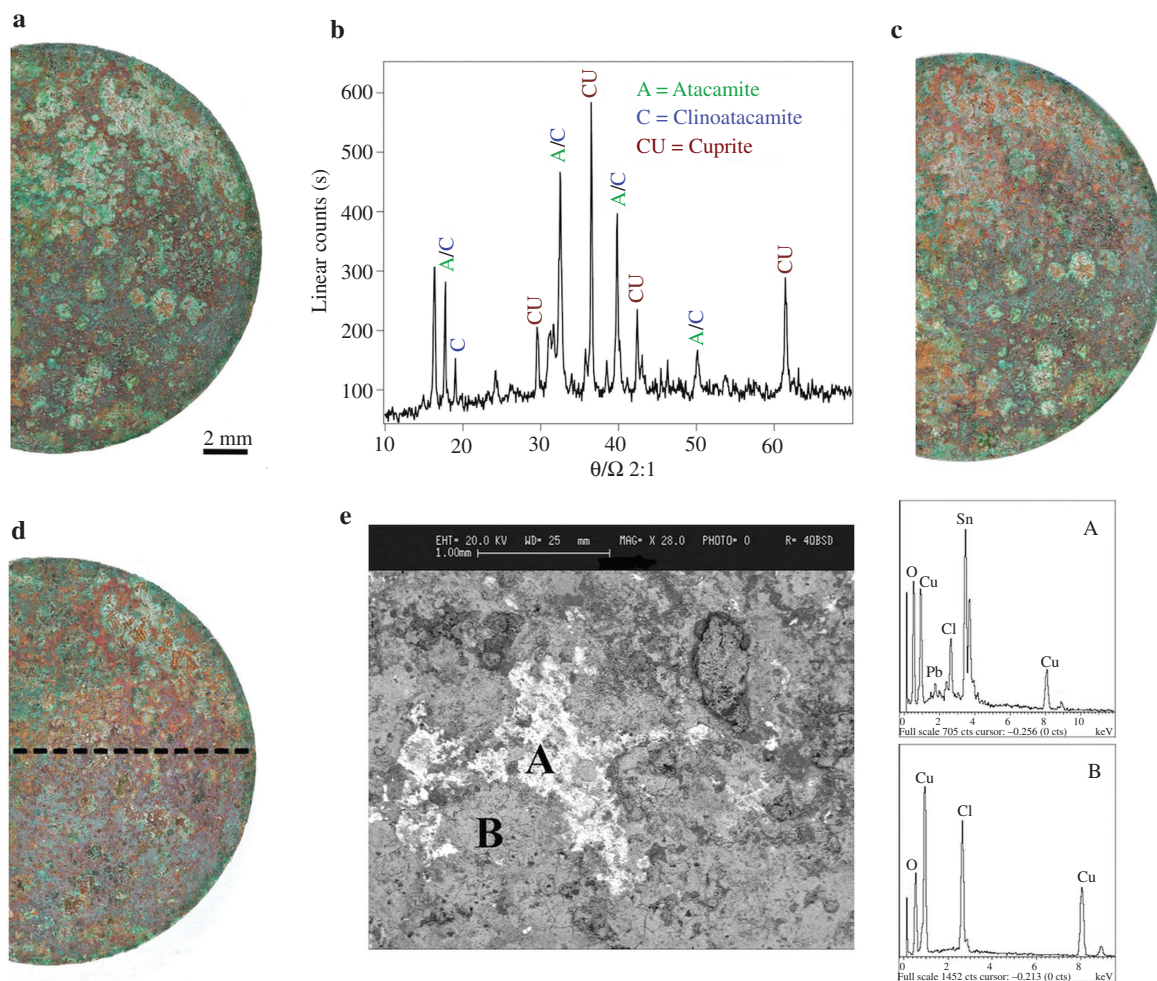 a
2 mm
b
Linear counts (s)
600
500
400
300
200
100
10
20
30
40
50
60
θ/Ω 2:1
A = Atacamite
C = Clinoatacamite
CU = Cuprite
A/C
C
CU
A/C
CU
A/C
CU
A/C
CU
c
d
e
EHT= 20.0 KV WD= 25 mm MAG= X 28.0 PHOTO= 0 R= 4QBSD
1.00mm
A
B
A
Sn
O
Cu
Cl
Pb
Cu
0 2 4 6 8 10
Full scale 705 cts cursor: –0.256 (0 cts) keV
B
Cu
Cl
O
Cu
0 2 4 6 8
Full scale 1452 cts cursor: –0.213 (0 cts) keV